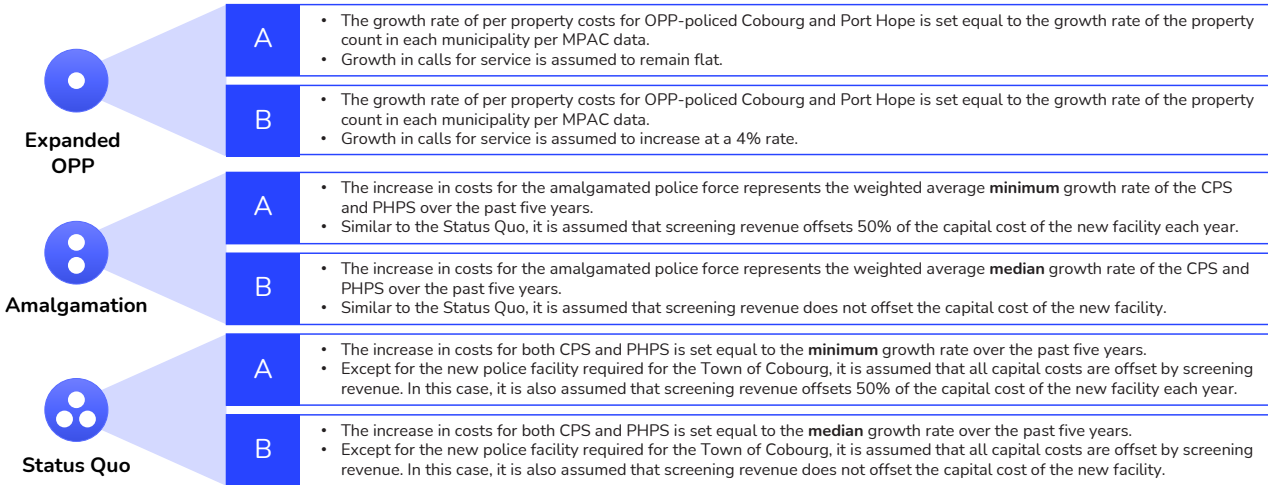 Expanded
OPP
A
• The growth rate of per property costs for OPP-policed Cobourg and Port Hope is set equal to the growth rate of the property
count in each municipality per MPAC data.
• Growth in calls for service is assumed to remain flat.
B
• The growth rate of per property costs for OPP-policed Cobourg and Port Hope is set equal to the growth rate of the property
count in each municipality per MPAC data.
• Growth in calls for service is assumed to increase at a 4% rate.
Amalgamation
A
• The increase in costs for the amalgamated police force represents the weighted average minimum growth rate of the CPS
and PHPS over the past five years.
• Similar to the Status Quo, it is assumed that screening revenue offsets 50% of the capital cost of the new facility each year.
B
• The increase in costs for the amalgamated police force represents the weighted average median growth rate of the CPS and
PHPS over the past five years.
• Similar to the Status Quo, it is assumed that screening revenue does not offset the capital cost of the new facility.
Status Quo
A
• The increase in costs for both CPS and PHPS is set equal to the minimum growth rate over the past five years.
• Except for the new police facility required for the Town of Cobourg, it is assumed that all capital costs are offset by screening
revenue. In this case, it is also assumed that screening revenue offsets 50% of the capital cost of the new facility each year.
B
• The increase in costs for both CPS and PHPS is set equal to the median growth rate over the past five years.
• Except for the new police facility required for the Town of Cobourg, it is assumed that all capital costs are offset by screening
revenue. In this case, it is also assumed that screening revenue does not offset the capital cost of the new facility.